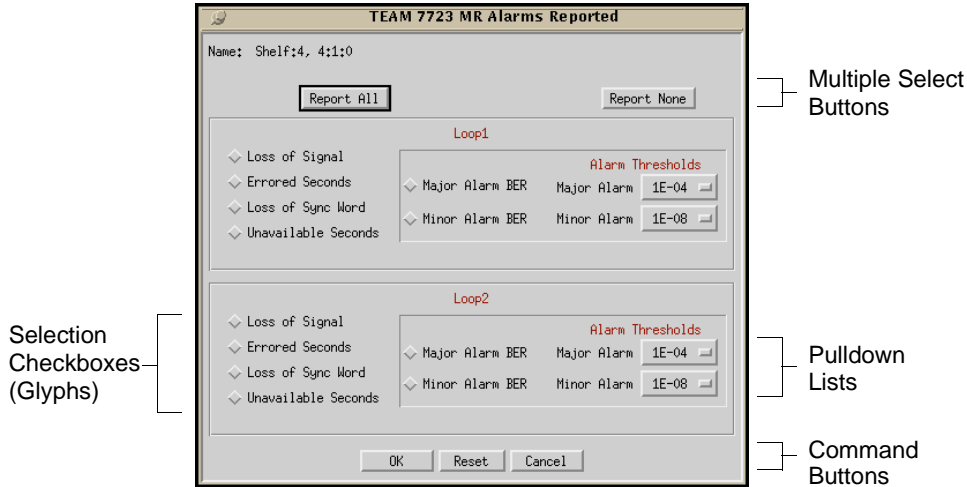 TEAM 7723 MR Alarms Reported
Name: Shelf:4, 4:1:0
Report All
Report None
Multiple Select
Buttons
Loop1
Loss of Signal
Errored Seconds
Loss of Sync Word
Unavailable Seconds
Alarm Thresholds
Major Alarm BER Major Alarm 1E-04
Minor Alarm BER Minor Alarm 1E-08
Loop2
Loss of Signal
Errored Seconds
Loss of Sync Word
Unavailable Seconds
Alarm Thresholds
Major Alarm BER Major Alarm 1E-04
Minor Alarm BER Minor Alarm 1E-08
Selection
Checkboxes
(Glyphs)
Pulldown
Lists
OK Reset Cancel
Command
Buttons